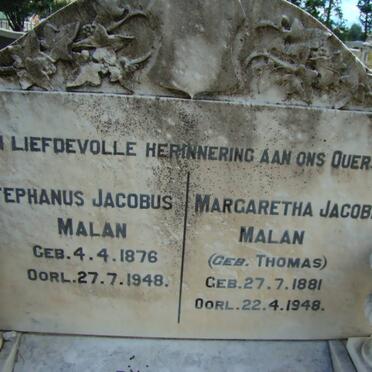 LIEFDEVOLLE HERINNERING AAN ONS OUER
TEPHANUS JACOBUS
MALAN
GEB. 4.4.1876
OORL. 27.7.1948.
MARGARETHA JACOB
MALAN
(GEB. THOMAS)
GEB. 27.7.1881
OORL. 22.4.1948.